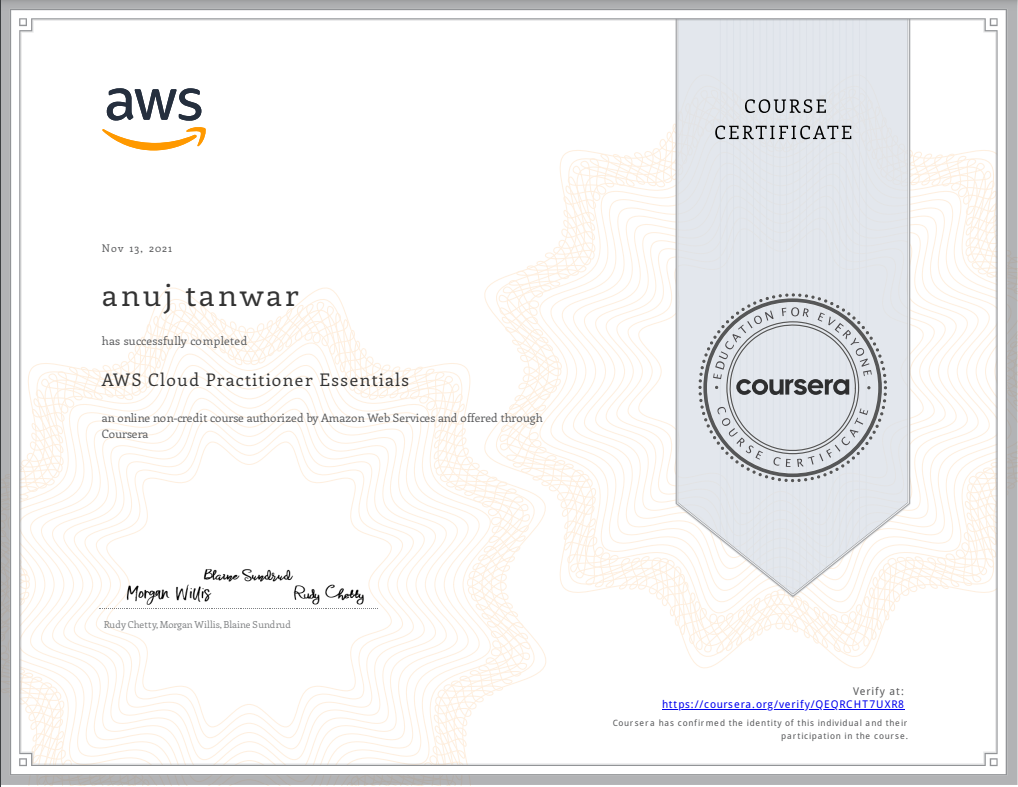 aws
COURSE
CERTIFICATE
Nov 13, 2021
anuj tanwar
has successfully completed
AWS Cloud Practitioner Essentials
an online non-credit course authorized by Amazon Web Services and offered through
Coursera
EDUCATION FOR EVERYONE
coursera
COURSE CERTIFICATE
Blaine Sundrud
Morgan Willis
Rudy Chetty
Rudy Chetty, Morgan Willis, Blaine Sundrud
Verify at:
https://coursera.org/verify/QEQRCHT7UXR8
Coursera has confirmed the identity of this individual and their
participation in the course.